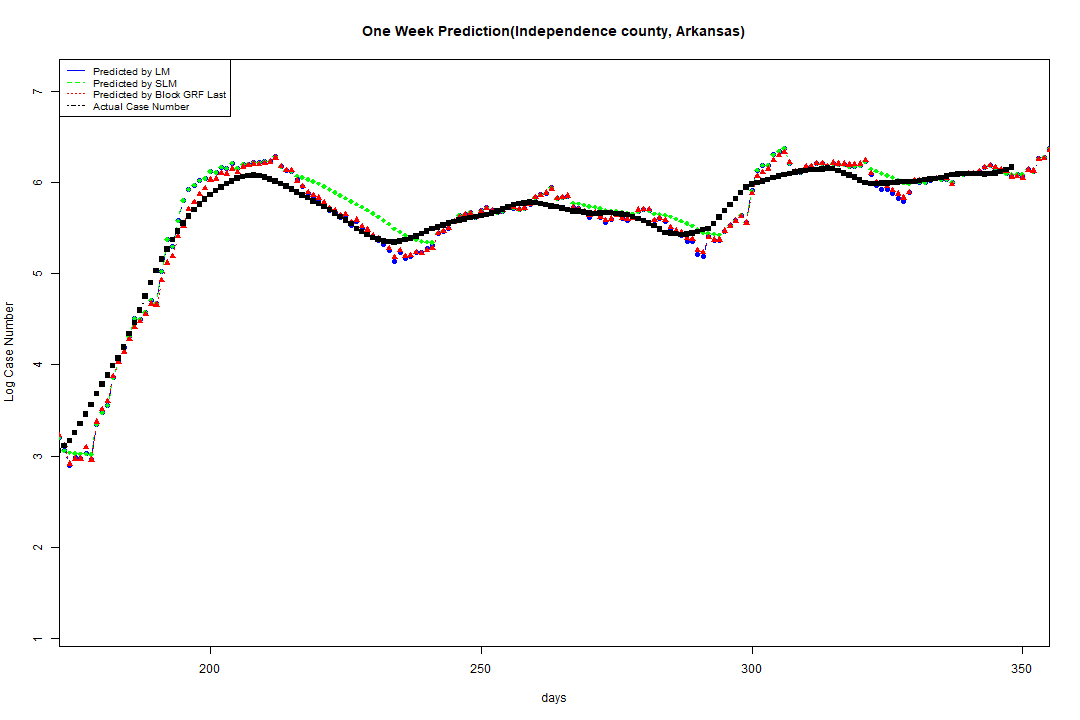 One Week Prediction(Independence county, Arkansas)
Predicted by LM
Predicted by SLM
Predicted by Block GRF Last
Actual Case Number
Log Case Number
7
6
5
4
3
2
1
200
250
300
350
days